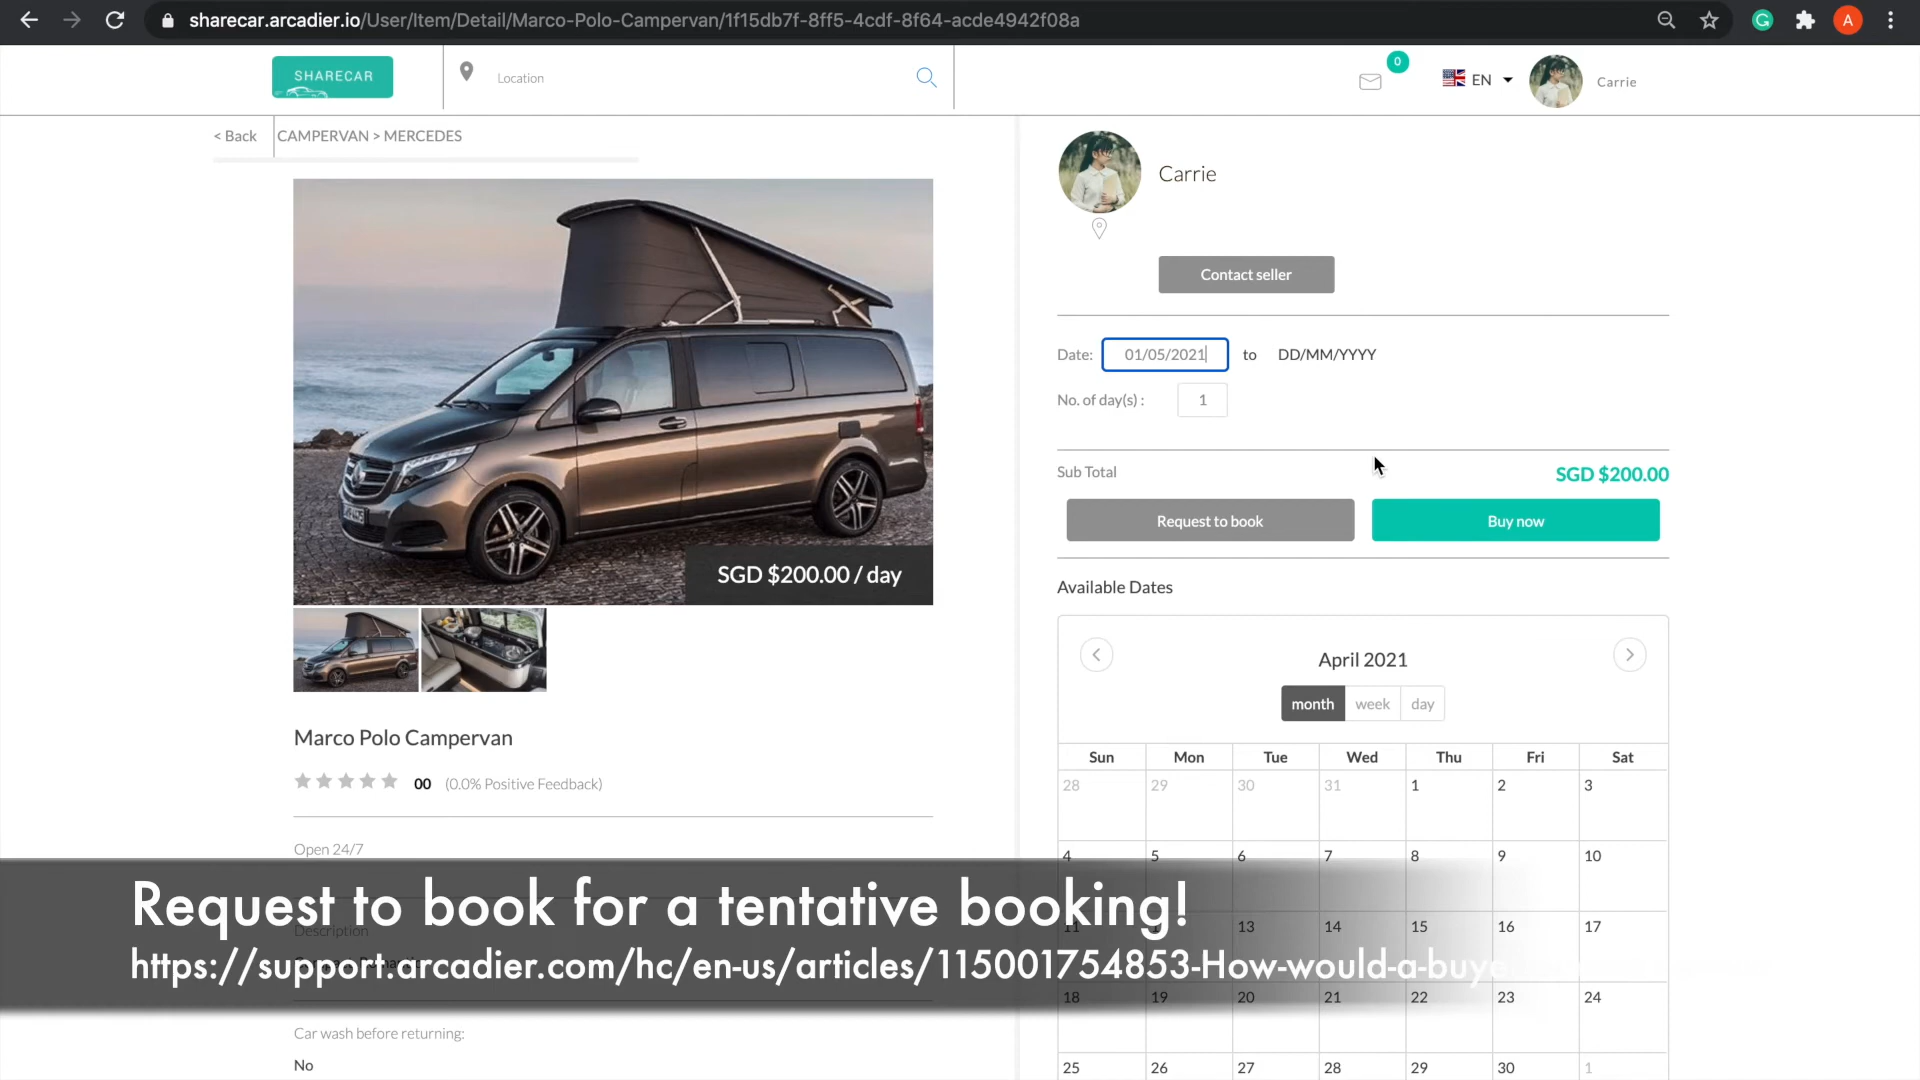 sharecar.arcadier.io/User/Item/Detail/Marco-Polo-Campervan/1f15db7f-8ff5-4cdf-8f64-acde4942f08a
A
SHARECAR
Location
0
EN
Carrie
< Back
CAMPERVAN > MERCEDES
Carrie
Contact seller
Date: 01/05/2021 to DD/MM/YYYY
No. of day(s) : 1
Sub Total SGD $200.00
Request to book
Buy now
SGD $200.00 / day
Available Dates
April 2021
month week day
Sun Mon Tue Wed Thu Fri Sat
28 29 30 31 1 2 3
4 5 6 7 8 9 10
11 13 14 15 16 17
18 19 20 21 22 23 24
25 26 27 28 29 30 1
Marco Polo Campervan
00 (0.0% Positive Feedback)
Open 24/7
Request to book for a tentative booking!
Description
https://support.arcadier.com/hc/en-us/articles/115001754853-How-would-a-buye
Car wash before returning:
No